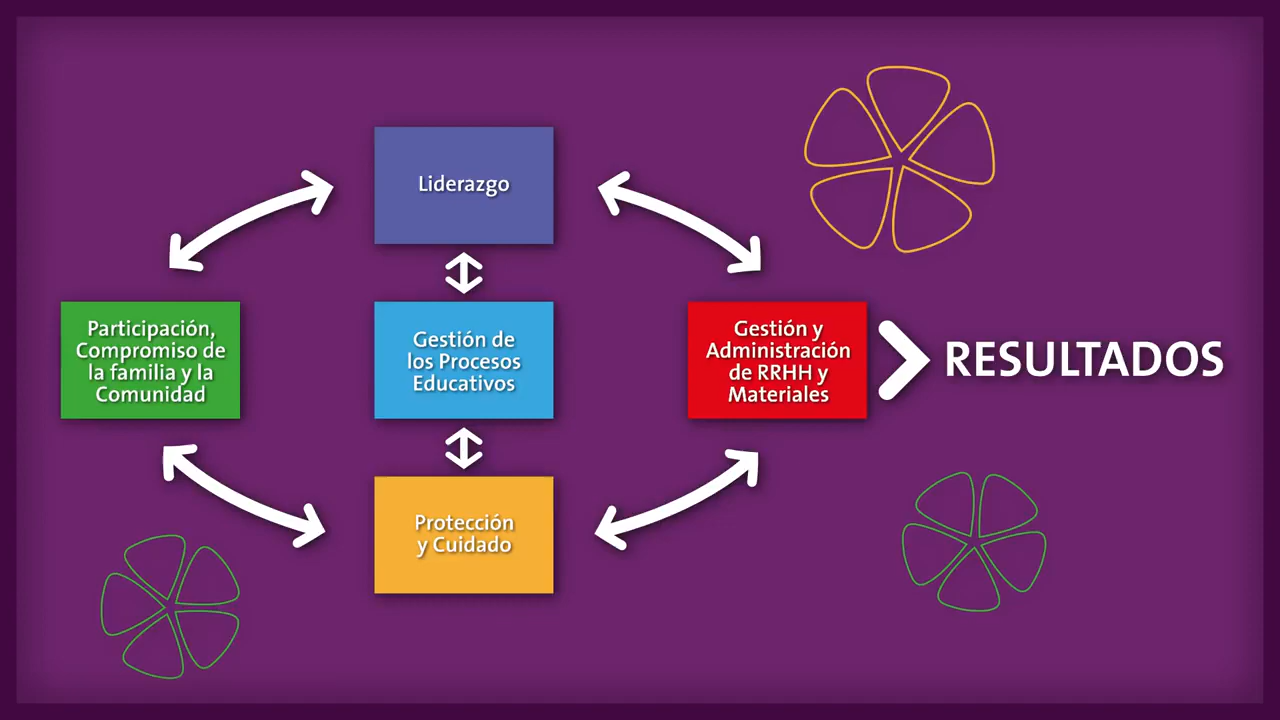 Liderazgo
Participación,
Compromiso de
la familia y la
Comunidad
Gestión de
los Procesos
Educativos
Gestión y
Administración
de RRHH y
Materiales
RESULTADOS
Protección
y Cuidado